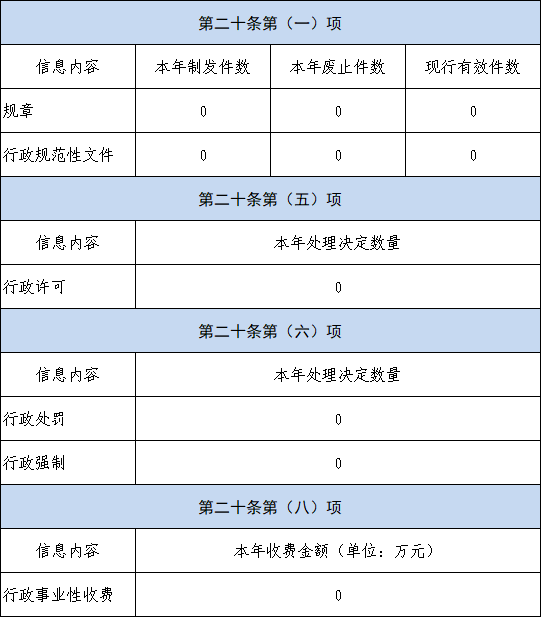 第二十条第（一）项
信息内容 本年制发件数 本年废止件数 现行有效件数
规章 0 0 0
行政规范性文件 0 0 0
第二十条第（五）项
信息内容 本年处理决定数量
行政许可 0
第二十条第（六）项
信息内容 本年处理决定数量
行政处罚 0
行政强制 0
第二十条第（八）项
信息内容 本年收费金额（单位：万元）
行政事业性收费 0